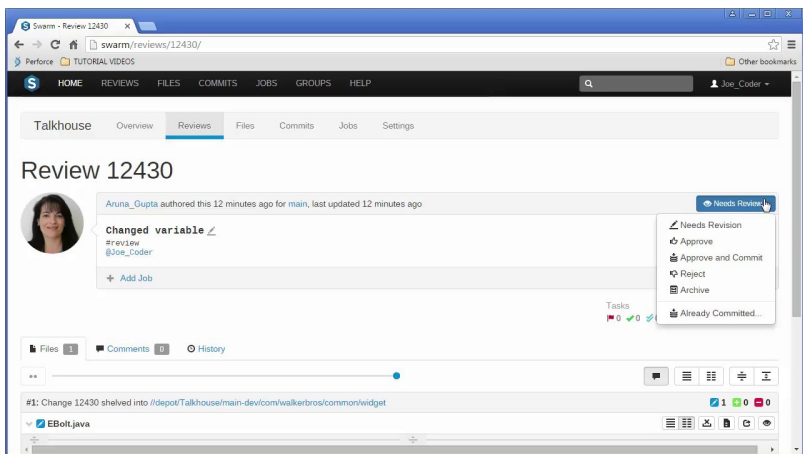 Swarm - Review 12430
swarm/reviews/12430/
Perforce TUTORIAL VIDEOS Other bookmarks
HOME REVIEWS FILES COMMITS JOBS GROUPS HELP Joe_Coder
Talkhouse Overview Reviews Files Commits Jobs Settings
Review 12430
Aruna_Gupta authored this 12 minutes ago for main, last updated 12 minutes ago
Needs Review
Changed variable
#review
@Joe_Coder
+ Add Job
Needs Revision
Approve
Approve and Commit
Reject
Archive
Already Committed...
Tasks
0 0
Files 1 Comments 0 History
#1: Change 12430 shelved into //depot/Talkhouse/main-dev/com/walkerbros/common/widget 1 0 0
EBolt.java